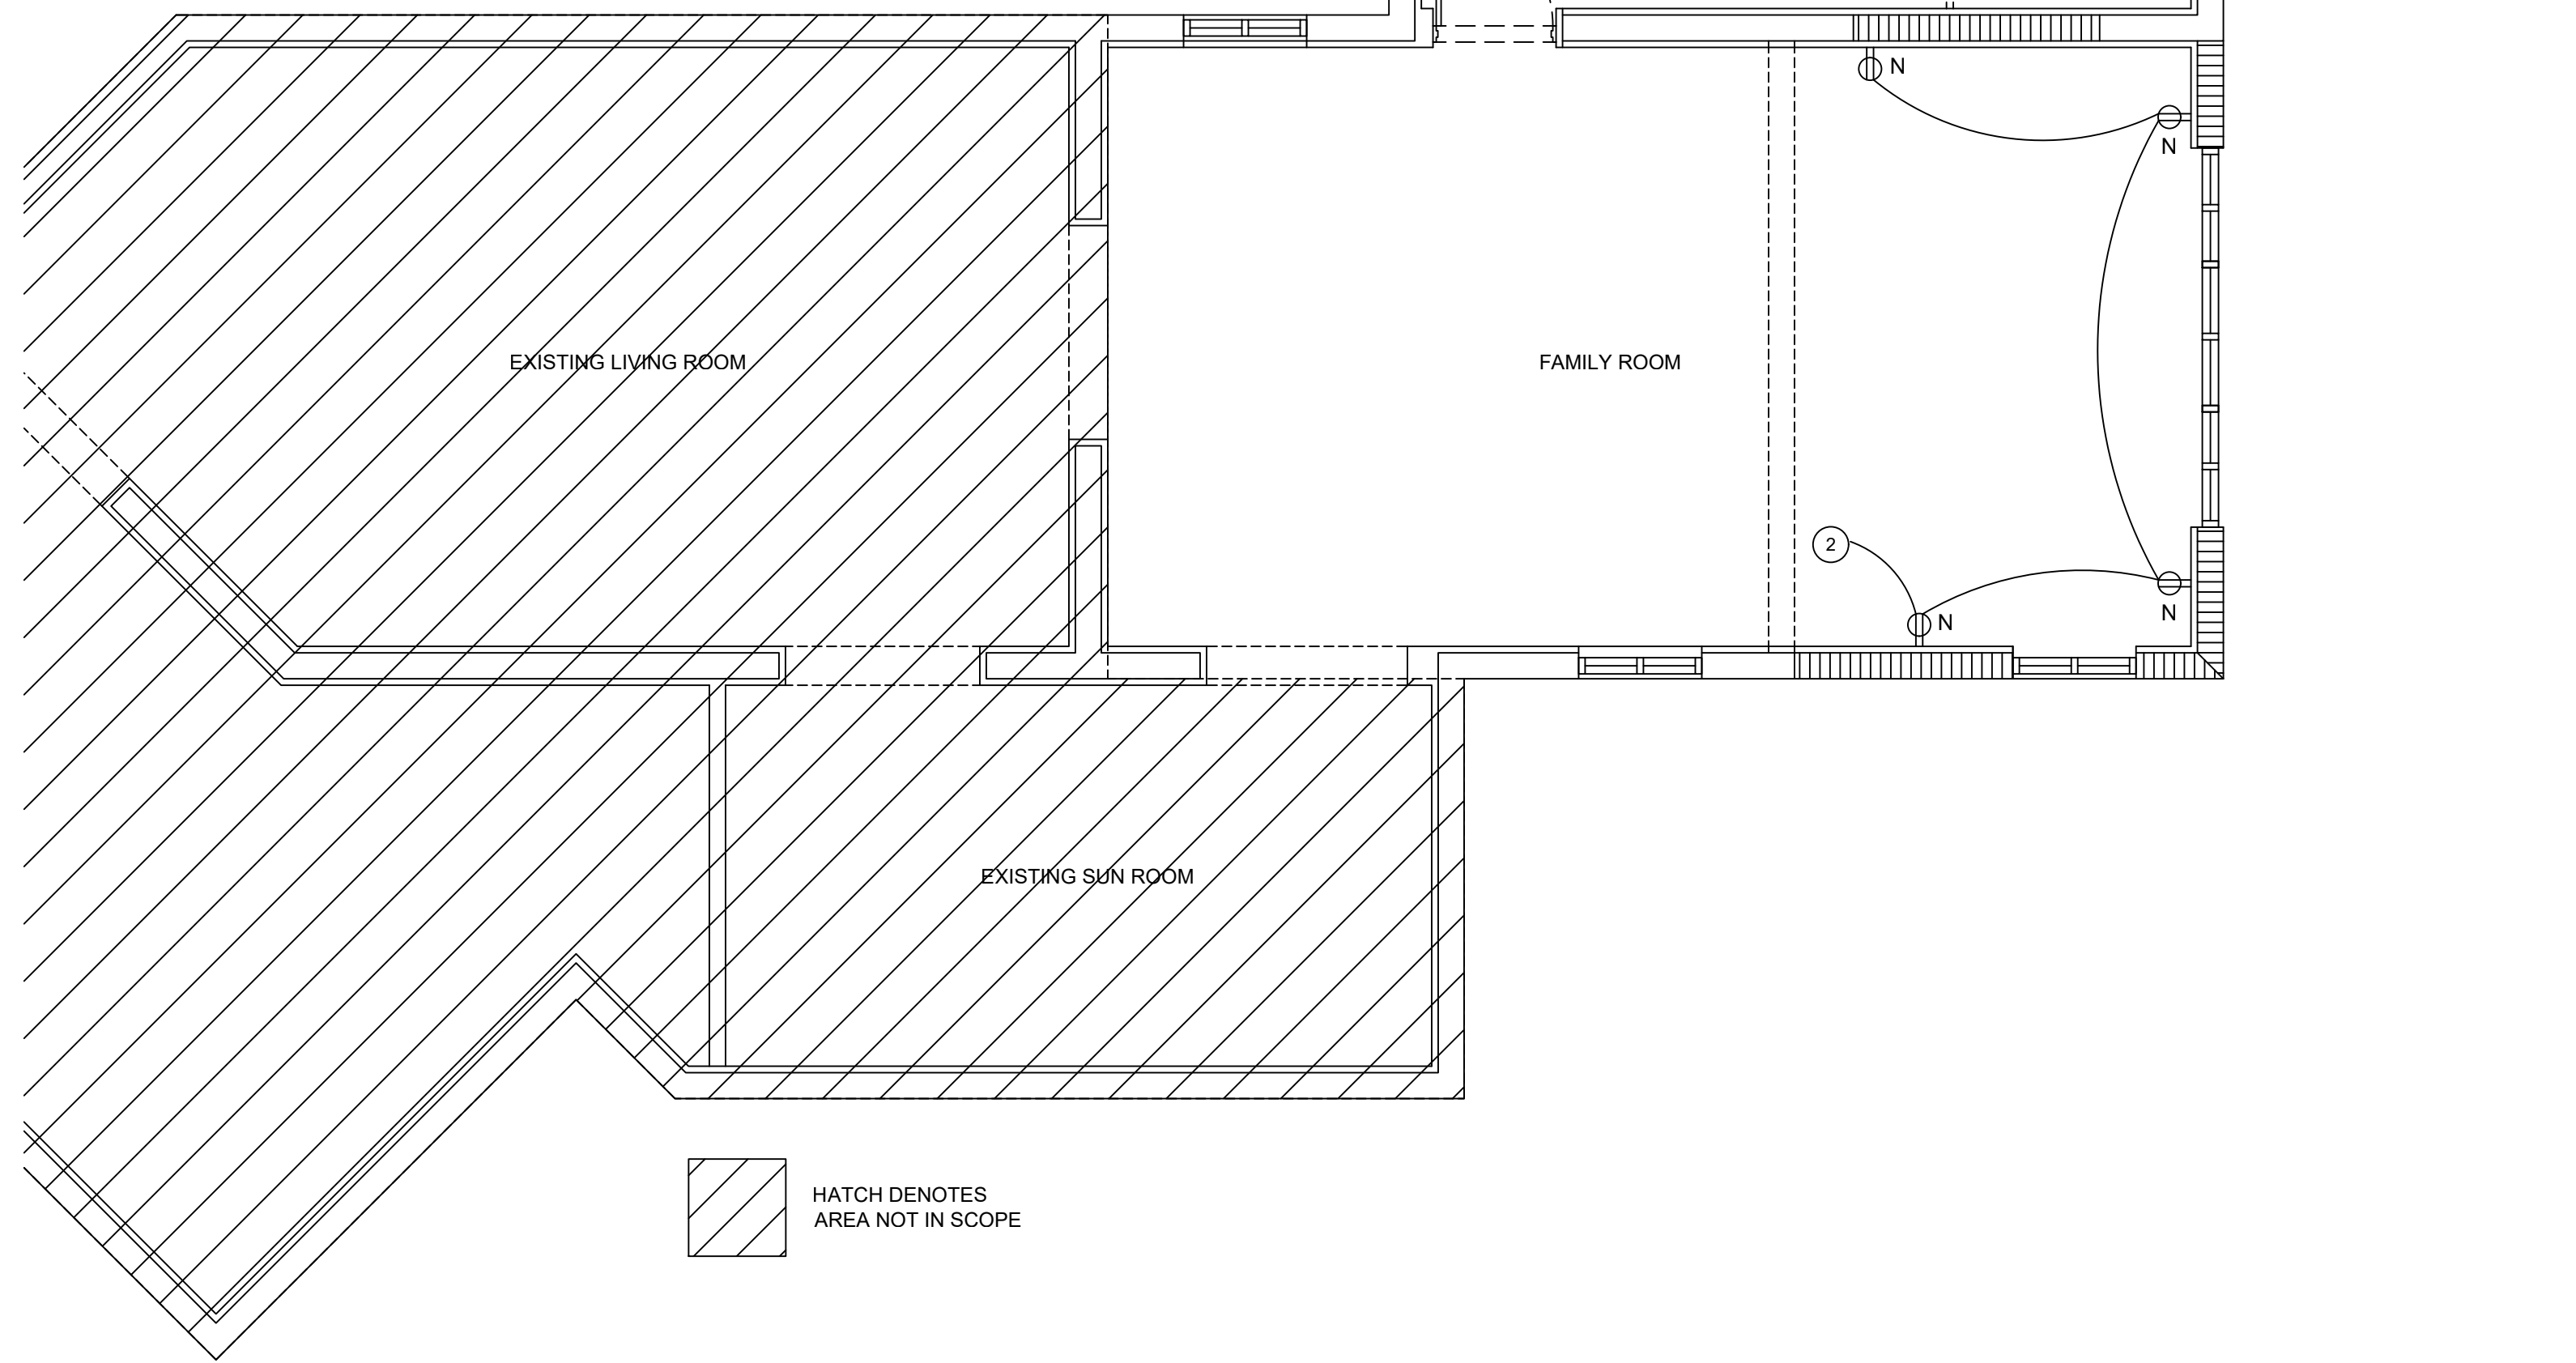 N
N
EXISTING LIVING ROOM
FAMILY ROOM
2
N
N
EXISTING SUN ROOM
HATCH DENOTES
AREA NOT IN SCOPE